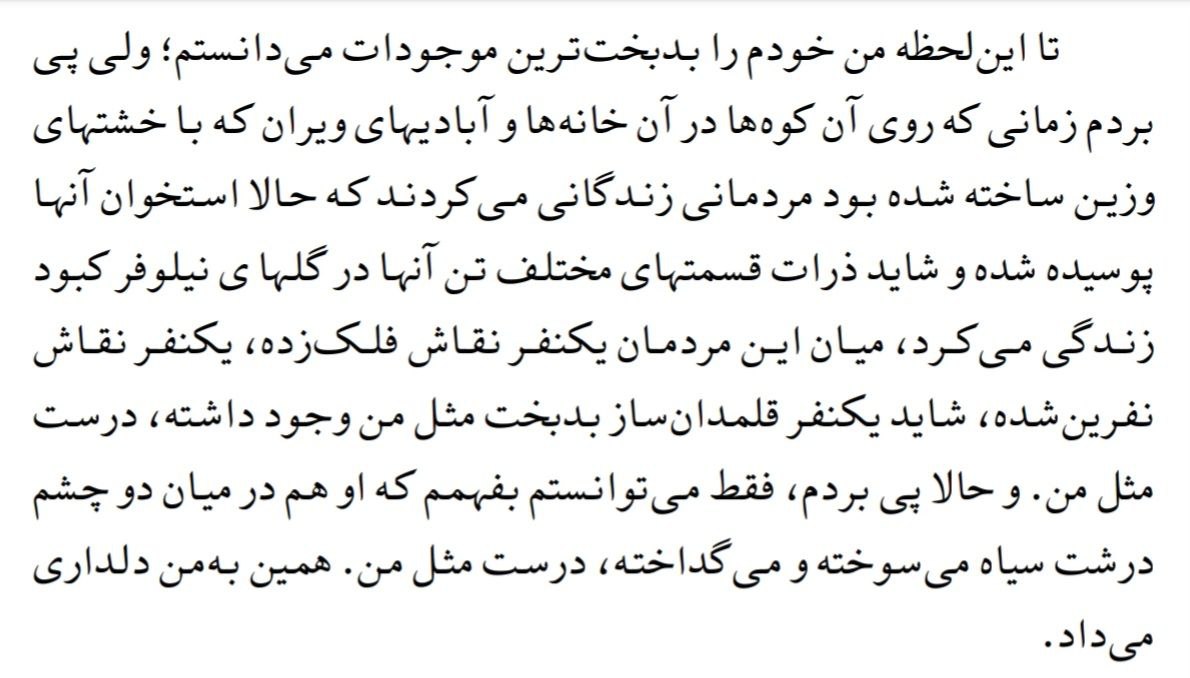 تا این‌لحظه من خودم را بدبخت‌ترین موجودات می‌دانستم؛ ولی پی
بردم زمانی که روی آن کوه‌ها در آن خانه‌ها و آبادیهای ویران که با خشتهای
وزین ساخته شده بود مردمانی زندگانی می‌کردند که حالا استخوان آنها
پوسیده شده و شاید ذرات قسمتهای مختلف تن آنها در گلها ی نیلوفر کبود
زندگی می‌کرد، میان این مردمان یکنفر نقاش فلک‌زده، یکنفر نقاش
نفرین‌شده، شاید یکنفر قلمدان‌ساز بدبخت مثل من وجود داشته، درست
مثل من. و حالا پی بردم، فقط می‌توانستم بفهمم که او هم در میان دو چشم
درشت سیاه می‌سوخته و می‌گداخته، درست مثل من. همین به‌من دلداری
می‌داد.